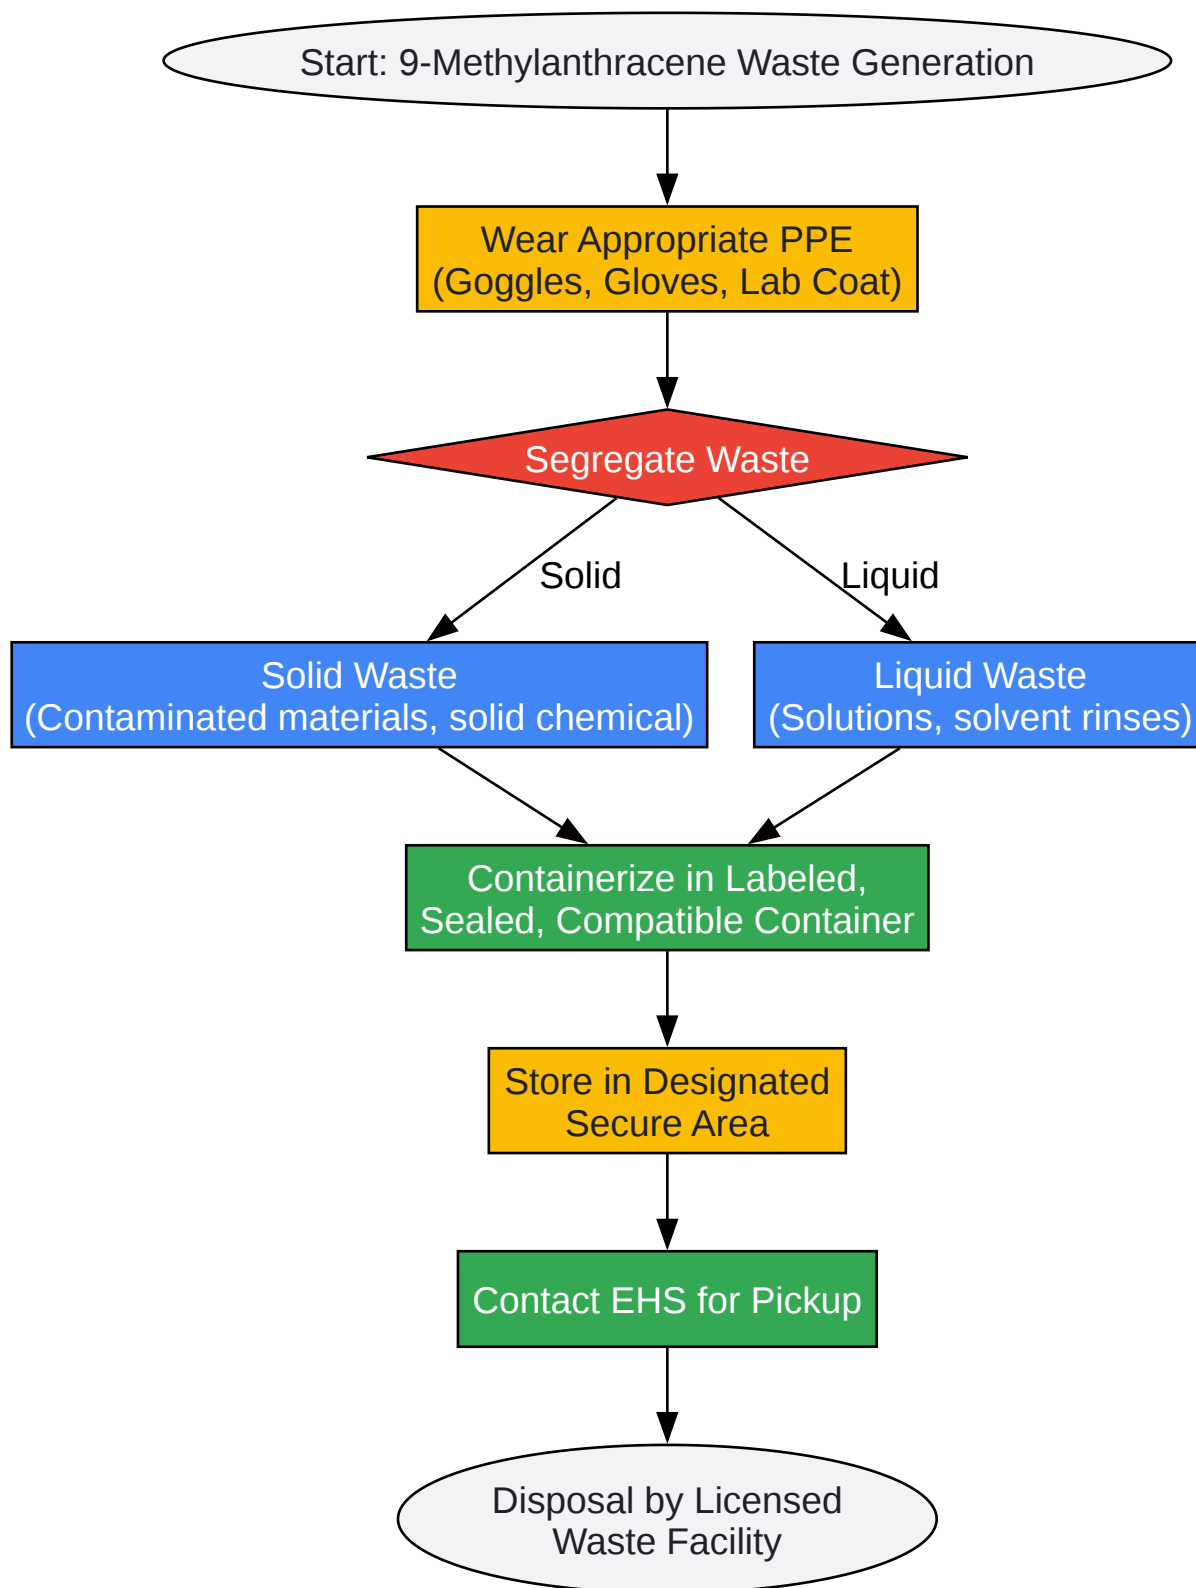 Start: 9-Methylanthracene Waste Generation
Wear Appropriate PPE
(Goggles, Gloves, Lab Coat)
Segregate Waste
Solid
Liquid
Solid Waste
(Contaminated materials, solid chemical)
Liquid Waste
(Solutions, solvent rinses)
Containerize in Labeled,
Sealed, Compatible Container
Store in Designated
Secure Area
Contact EHS for Pickup
Disposal by Licensed
Waste Facility